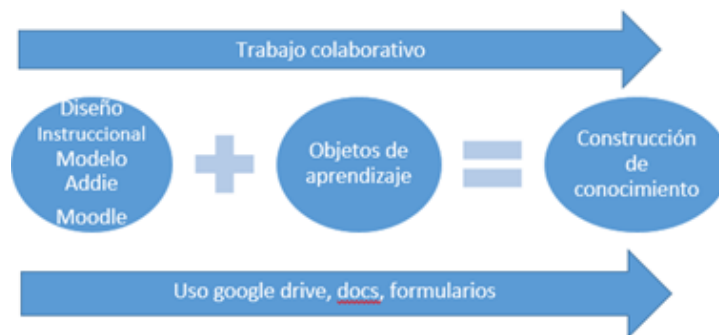 Trabajo colaborativo
Diseño
Instruccional
Modelo
Addie
Moodle
Objetos de
aprendizaje
Construcción
de
conocimiento
Uso google drive, docs, formularios